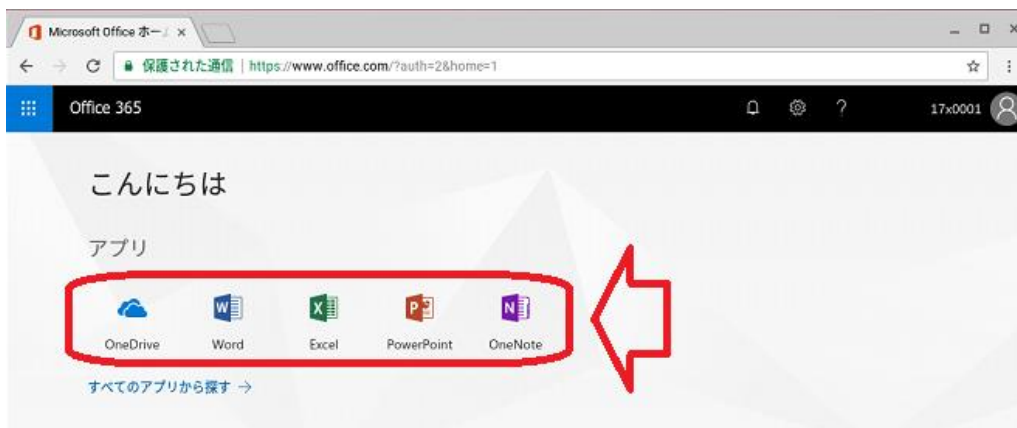 Microsoft Office ホーム
保護された通信 | https://www.office.com/?auth=2&home=1
Office 365
17x0001
こんにちは
アプリ
OneDrive Word Excel PowerPoint OneNote
すべてのアプリから探す →